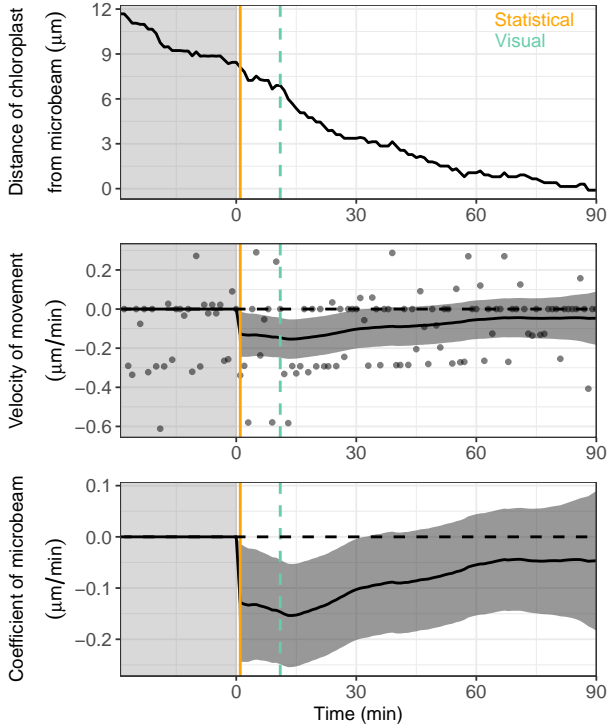 Distance of chloroplast
from microbeam (μm)
12
9
6
3
0
Statistical
Visual
0
30
60
90
Velocity of movement
(μm/min)
0.2
0.0
−0.2
−0.4
−0.6
0
30
60
90
Coefficient of microbeam
(μm/min)
0.1
0.0
−0.1
−0.2
0
30
60
90
Time (min)